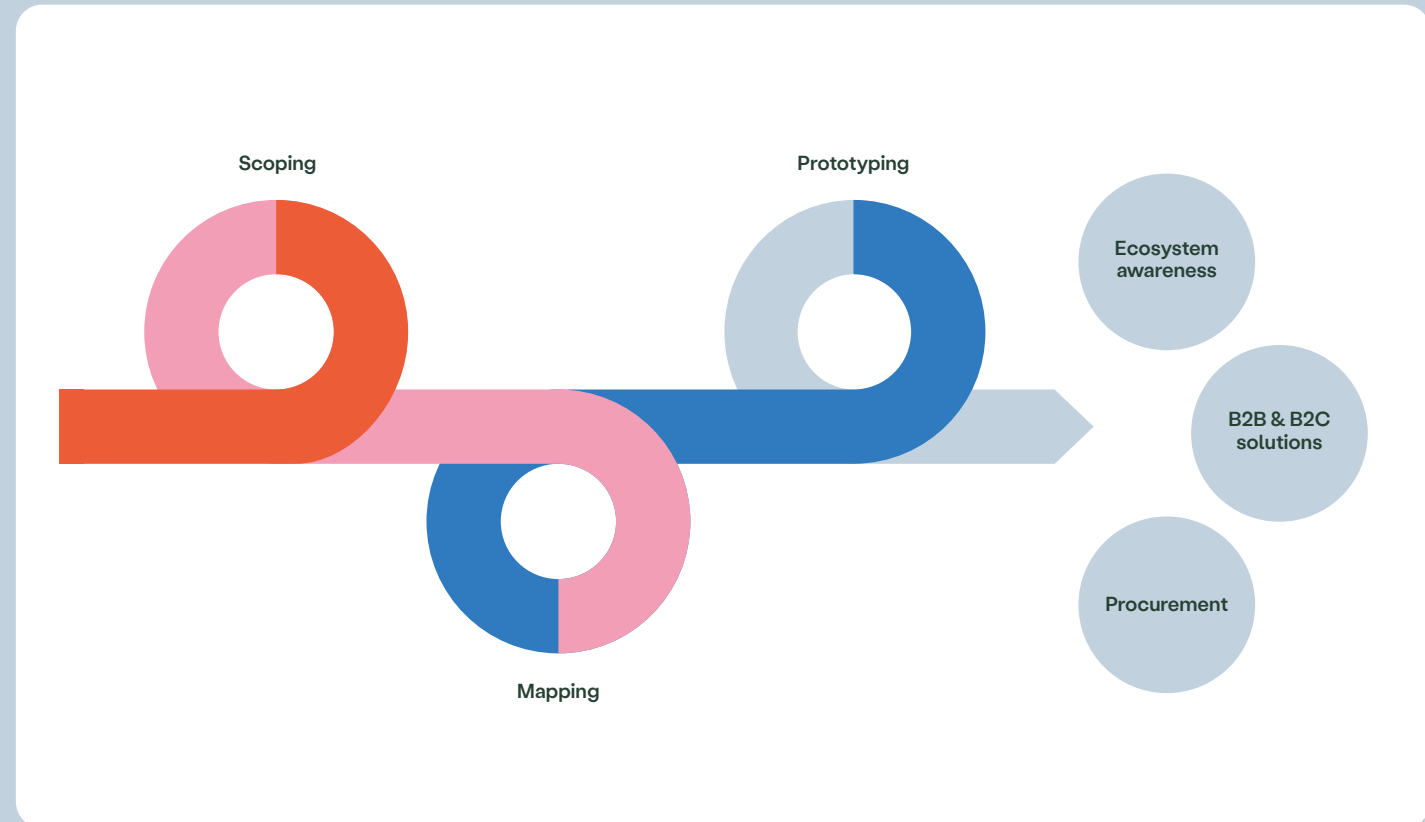 Scoping
Prototyping
Ecosystem
awareness
B2B & B2C
solutions
Procurement
Mapping